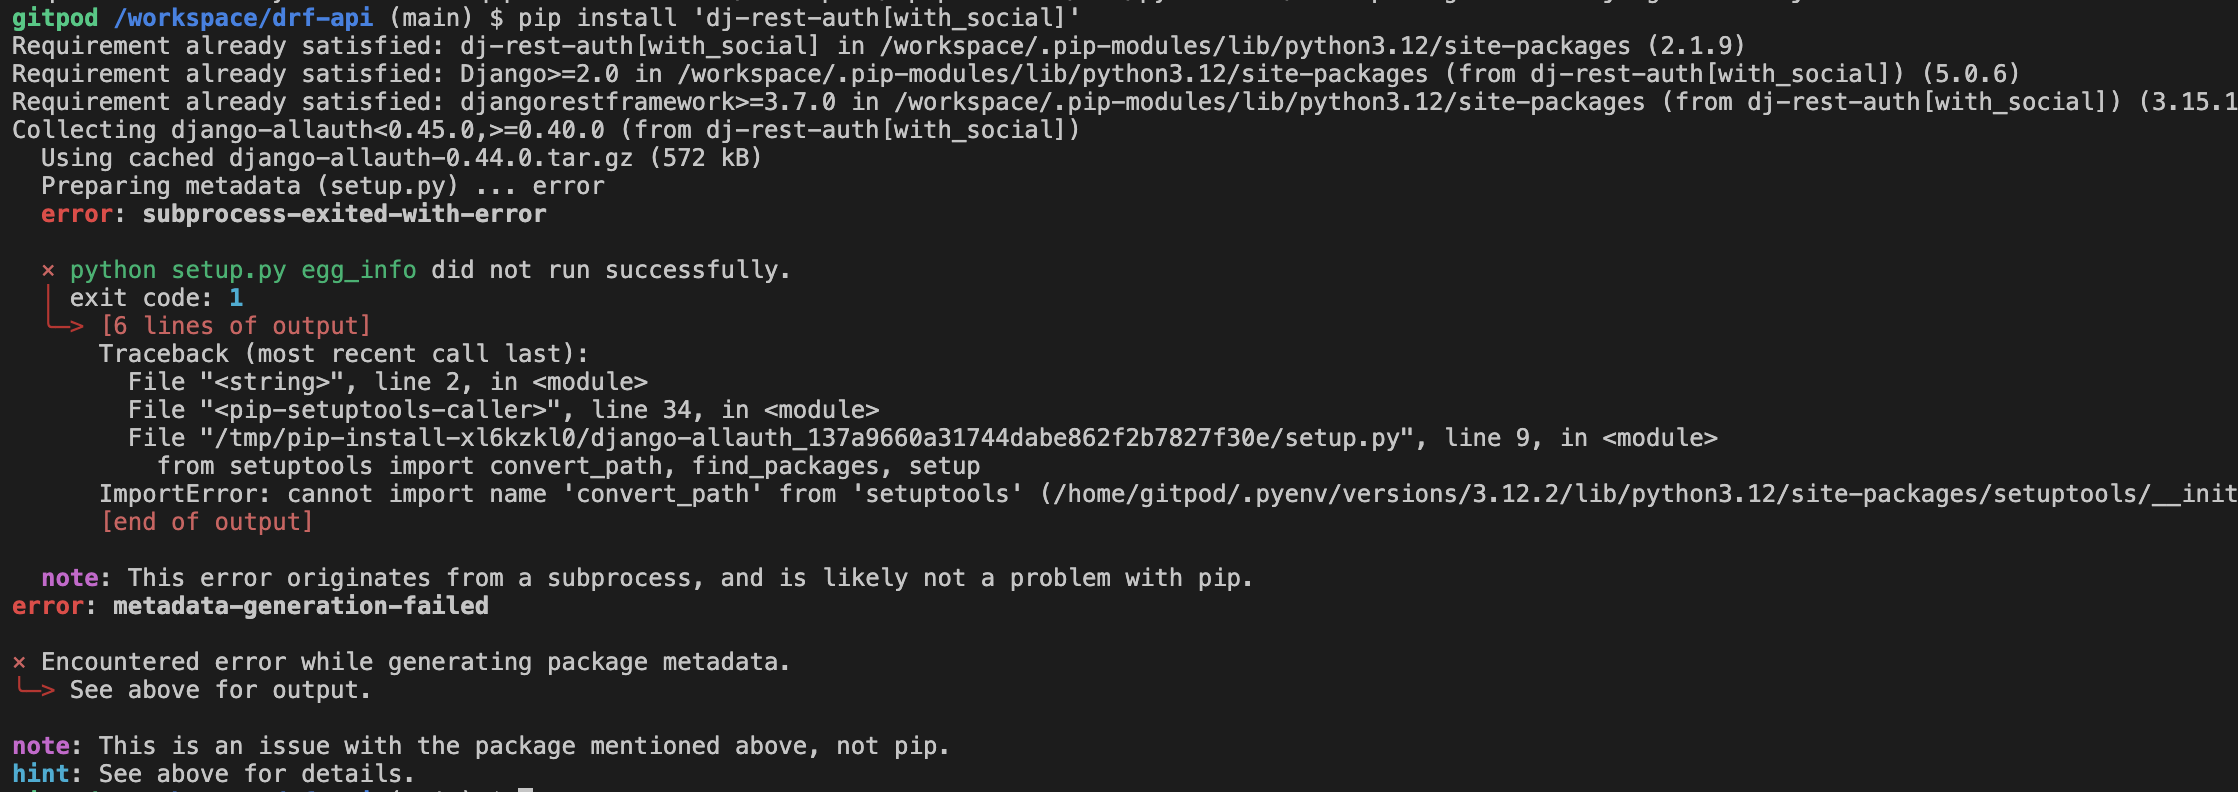 gitpod /workspace/drf-api (main) $ pip install 'dj-rest-auth[with_social]'
Requirement already satisfied: dj-rest-auth[with_social] in /workspace/.pip-modules/lib/python3.12/site-packages (2.1.9)
Requirement already satisfied: Django>=2.0 in /workspace/.pip-modules/lib/python3.12/site-packages (from dj-rest-auth[with_social]) (5.0.6)
Requirement already satisfied: djangorestframework>=3.7.0 in /workspace/.pip-modules/lib/python3.12/site-packages (from dj-rest-auth[with_social]) (3.15.1
Collecting django-allauth<0.45.0,>=0.40.0 (from dj-rest-auth[with_social])
  Using cached django-allauth-0.44.0.tar.gz (572 kB)
  Preparing metadata (setup.py) ... error
  error: subprocess-exited-with-error

  × python setup.py egg_info did not run successfully.
  │ exit code: 1
  ╰─> [6 lines of output]
      Traceback (most recent call last):
        File "<string>", line 2, in <module>
        File "<pip-setuptools-caller>", line 34, in <module>
        File "/tmp/pip-install-xl6kzkl0/django-allauth_137a9660a31744dabe862f2b7827f30e/setup.py", line 9, in <module>
          from setuptools import convert_path, find_packages, setup
      ImportError: cannot import name 'convert_path' from 'setuptools' (/home/gitpod/.pyenv/versions/3.12.2/lib/python3.12/site-packages/setuptools/__init
      [end of output]

  note: This error originates from a subprocess, and is likely not a problem with pip.
error: metadata-generation-failed

× Encountered error while generating package metadata.
╰─> See above for output.

note: This is an issue with the package mentioned above, not pip.
hint: See above for details.